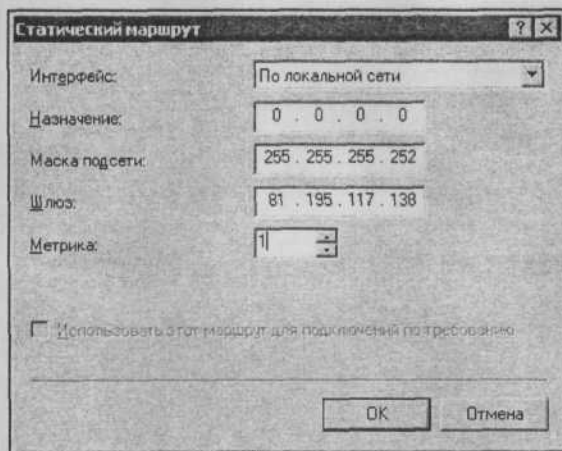 Статический маршрут
Интерфейс: По локальной сети
Назначение: 0 . 0 . 0 . 0
Маска подсети: 255 . 255 . 255 . 252
Шлюз: 81 . 195 . 117 . 138
Метрика: 1
Использовать этот маршрут для подключений по требованию
OK Отмена